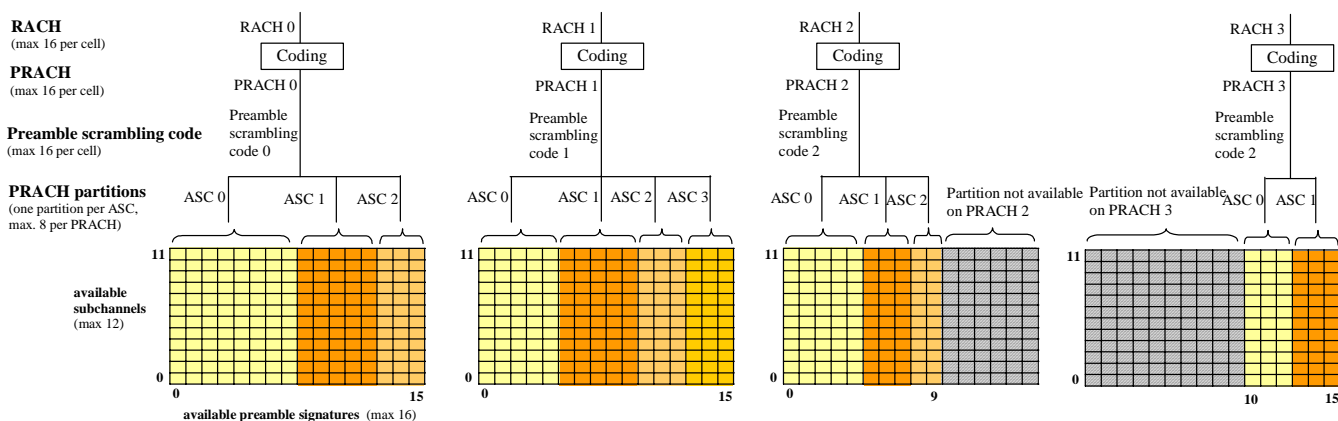 RACH
(max 16 per cell)
PRACH
(max 16 per cell)
Preamble scrambling code
(max 16 per cell)
PRACH partitions
(one partition per ASC,
max. 8 per PRACH)
available
subchannels
(max 12)
RACH 0
Coding
PRACH 0
Preamble
scrambling
code 0
ASC 0
ASC 1
ASC 2
11
0
0
15
available preamble signatures (max 16)
RACH 1
Coding
PRACH 1
Preamble
scrambling
code 1
ASC 0
ASC 1
ASC 2
ASC 3
11
0
0
15
RACH 2
Coding
PRACH 2
Preamble
scrambling
code 2
ASC 0
ASC 1
ASC 2
Partition not available
on PRACH 2
11
0
0
9
RACH 3
Coding
PRACH 3
Preamble
scrambling
code 2
Partition not available
on PRACH 3
ASC 0
ASC 1
11
0
10
15